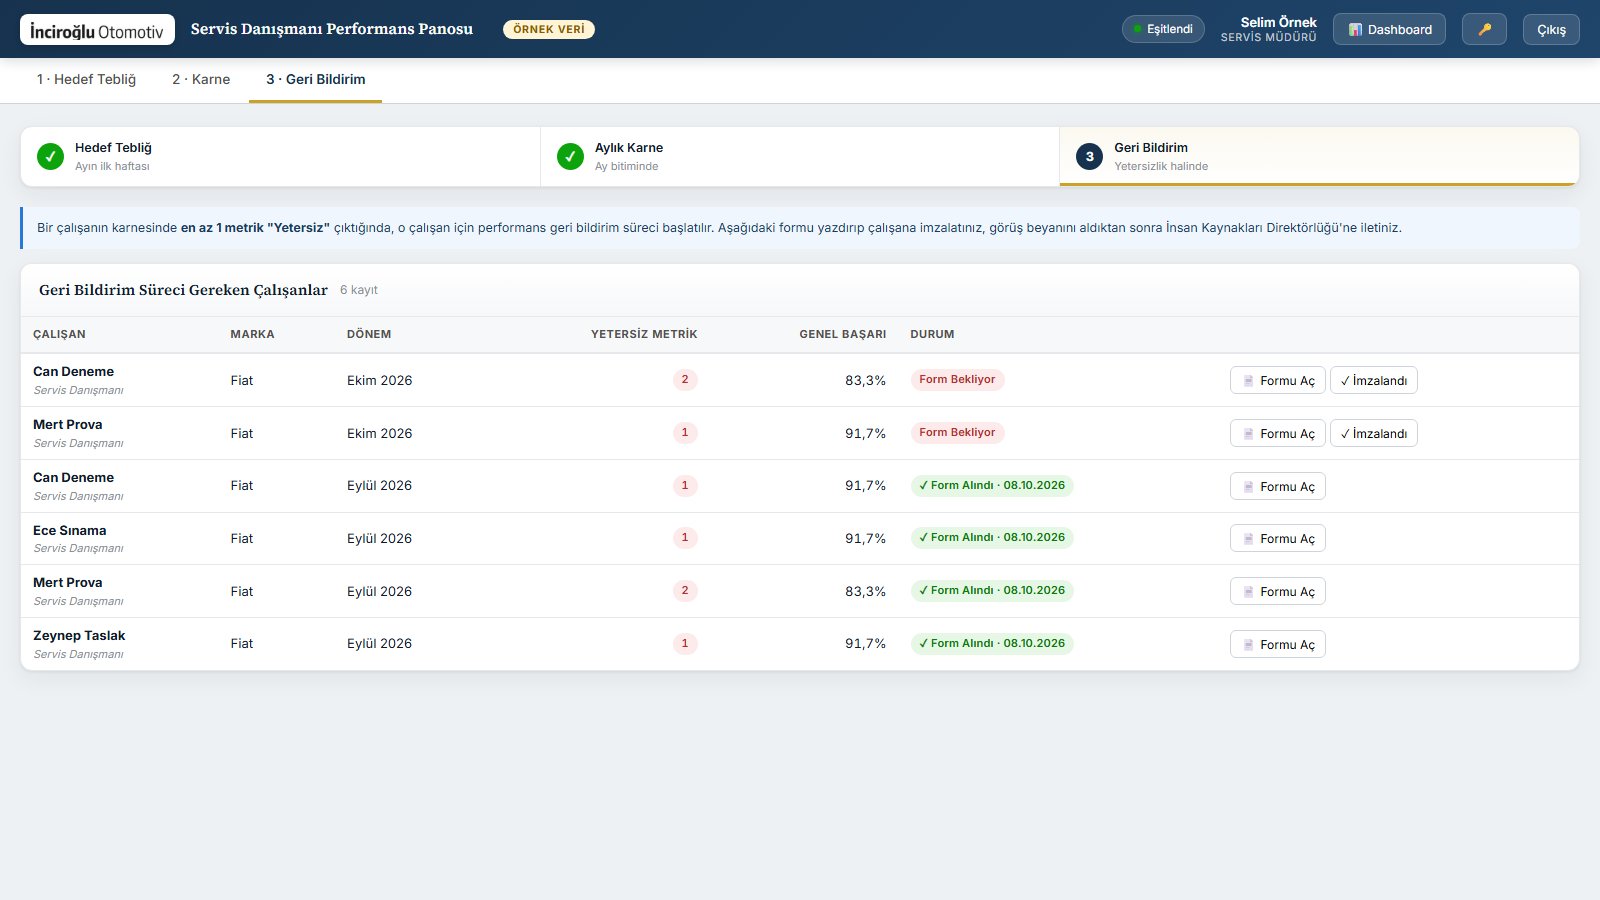 İnciroğlu Otomotiv
Servis Danışmanı Performans Panosu
ÖRNEK VERİ
Eşitlendi
Selim Örnek
SERVİS MÜDÜRÜ
Dashboard
Çıkış
1 · Hedef Tebliğ
2 · Karne
3 · Geri Bildirim
✓ Hedef Tebliğ
Ayın ilk haftası
✓ Aylık Karne
Ay bitiminde
3 Geri Bildirim
Yetersizlik halinde
Bir çalışanın karnesinde en az 1 metrik "Yetersiz" çıktığında, o çalışan için performans geri bildirim süreci başlatılır. Aşağıdaki formu yazdırıp çalışana imzalatınız, görüş beyanını aldıktan sonra İnsan Kaynakları Direktörlüğü'ne iletiniz.
Geri Bildirim Süreci Gereken Çalışanlar 6 kayıt
ÇALIŞAN MARKA DÖNEM YETERSİZ METRİK GENEL BAŞARI DURUM
Can Deneme
Servis Danışmanı
Fiat Ekim 2026 2 83,3% Form Bekliyor Formu Aç ✓ İmzalandı
Mert Prova
Servis Danışmanı
Fiat Ekim 2026 1 91,7% Form Bekliyor Formu Aç ✓ İmzalandı
Can Deneme
Servis Danışmanı
Fiat Eylül 2026 1 91,7% ✓ Form Alındı · 08.10.2026 Formu Aç
Ece Sınama
Servis Danışmanı
Fiat Eylül 2026 1 91,7% ✓ Form Alındı · 08.10.2026 Formu Aç
Mert Prova
Servis Danışmanı
Fiat Eylül 2026 2 83,3% ✓ Form Alındı · 08.10.2026 Formu Aç
Zeynep Taslak
Servis Danışmanı
Fiat Eylül 2026 1 91,7% ✓ Form Alındı · 08.10.2026 Formu Aç